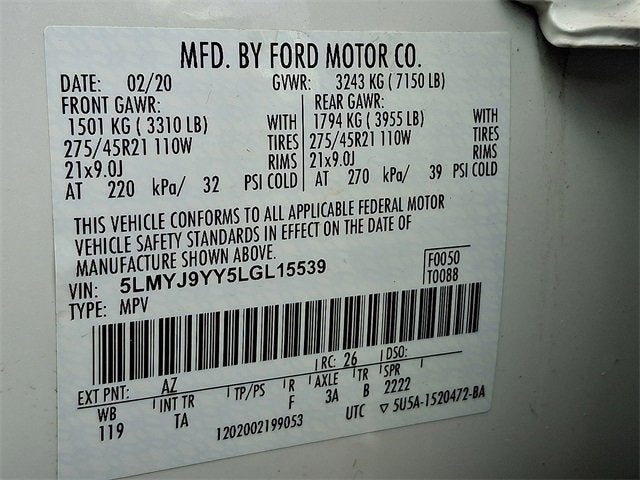 MFD. BY FORD MOTOR CO.
DATE: 02/20 GVWR: 3243 KG ( 7150 LB)
FRONT GAWR: REAR GAWR:
1501 KG ( 3310 LB) WITH 1794 KG ( 3955 LB) WITH
275/45R21 110W TIRES 275/45R21 110W TIRES
21x9.0J RIMS 21x9.0J RIMS
AT 220 kPa/ 32 PSI COLD AT 270 kPa/ 39 PSI COLD
THIS VEHICLE CONFORMS TO ALL APPLICABLE FEDERAL MOTOR
VEHICLE SAFETY STANDARDS IN EFFECT ON THE DATE OF
MANUFACTURE SHOWN ABOVE.
F0050
VIN: 5LMYJ9YY5LGL15539
T0088
TYPE: MPV
EXT PNT: AZ RC: 26 DSO:
WB INT TR TP/PS R AXLE TR SPR
119 TA F 3A B 2222
1202002199053 UTC ▽ 5U5A-1520472-BA